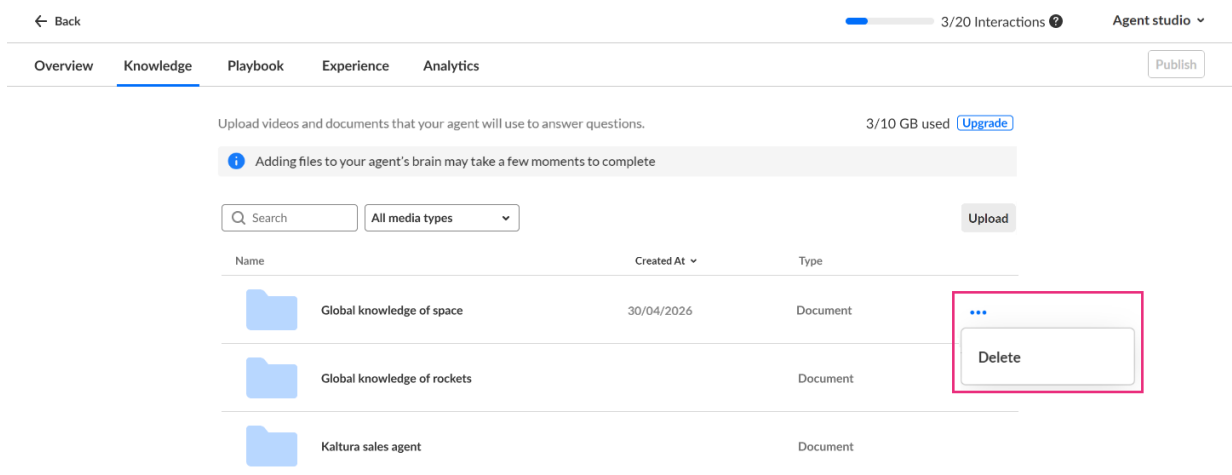 Back
3/20 Interactions
Agent studio
Overview Knowledge Playbook Experience Analytics
Publish
Upload videos and documents that your agent will use to answer questions.
3/10 GB used Upgrade
Adding files to your agent's brain may take a few moments to complete
Search All media types Upload
Name Created At Type
Global knowledge of space 30/04/2026 Document
Delete
Global knowledge of rockets Document
Kaltura sales agent Document